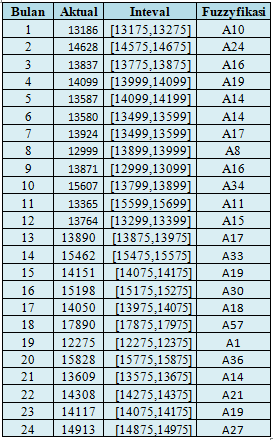 Bulan Aktual Inteval Fuzzyfikasi
1 13186 [13175,13275] A10
2 14628 [14575,14675] A24
3 13837 [13775,13875] A16
4 14099 [13999,14099] A19
5 13587 [14099,14199] A14
6 13580 [13499,13599] A14
7 13924 [13499,13599] A17
8 12999 [13899,13999] A8
9 13871 [12999,13099] A16
10 15607 [13799,13899] A34
11 13365 [15599,15699] A11
12 13764 [13299,13399] A15
13 13890 [13875,13975] A17
14 15462 [15475,15575] A33
15 14151 [14075,14175] A19
16 15198 [15175,15275] A30
17 14050 [13975,14075] A18
18 17890 [17875,17975] A57
19 12275 [12275,12375] A1
20 15828 [15775,15875] A36
21 13609 [13575,13675] A14
22 14308 [14275,14375] A21
23 14117 [14075,14175] A19
24 14913 [14875,14975] A27